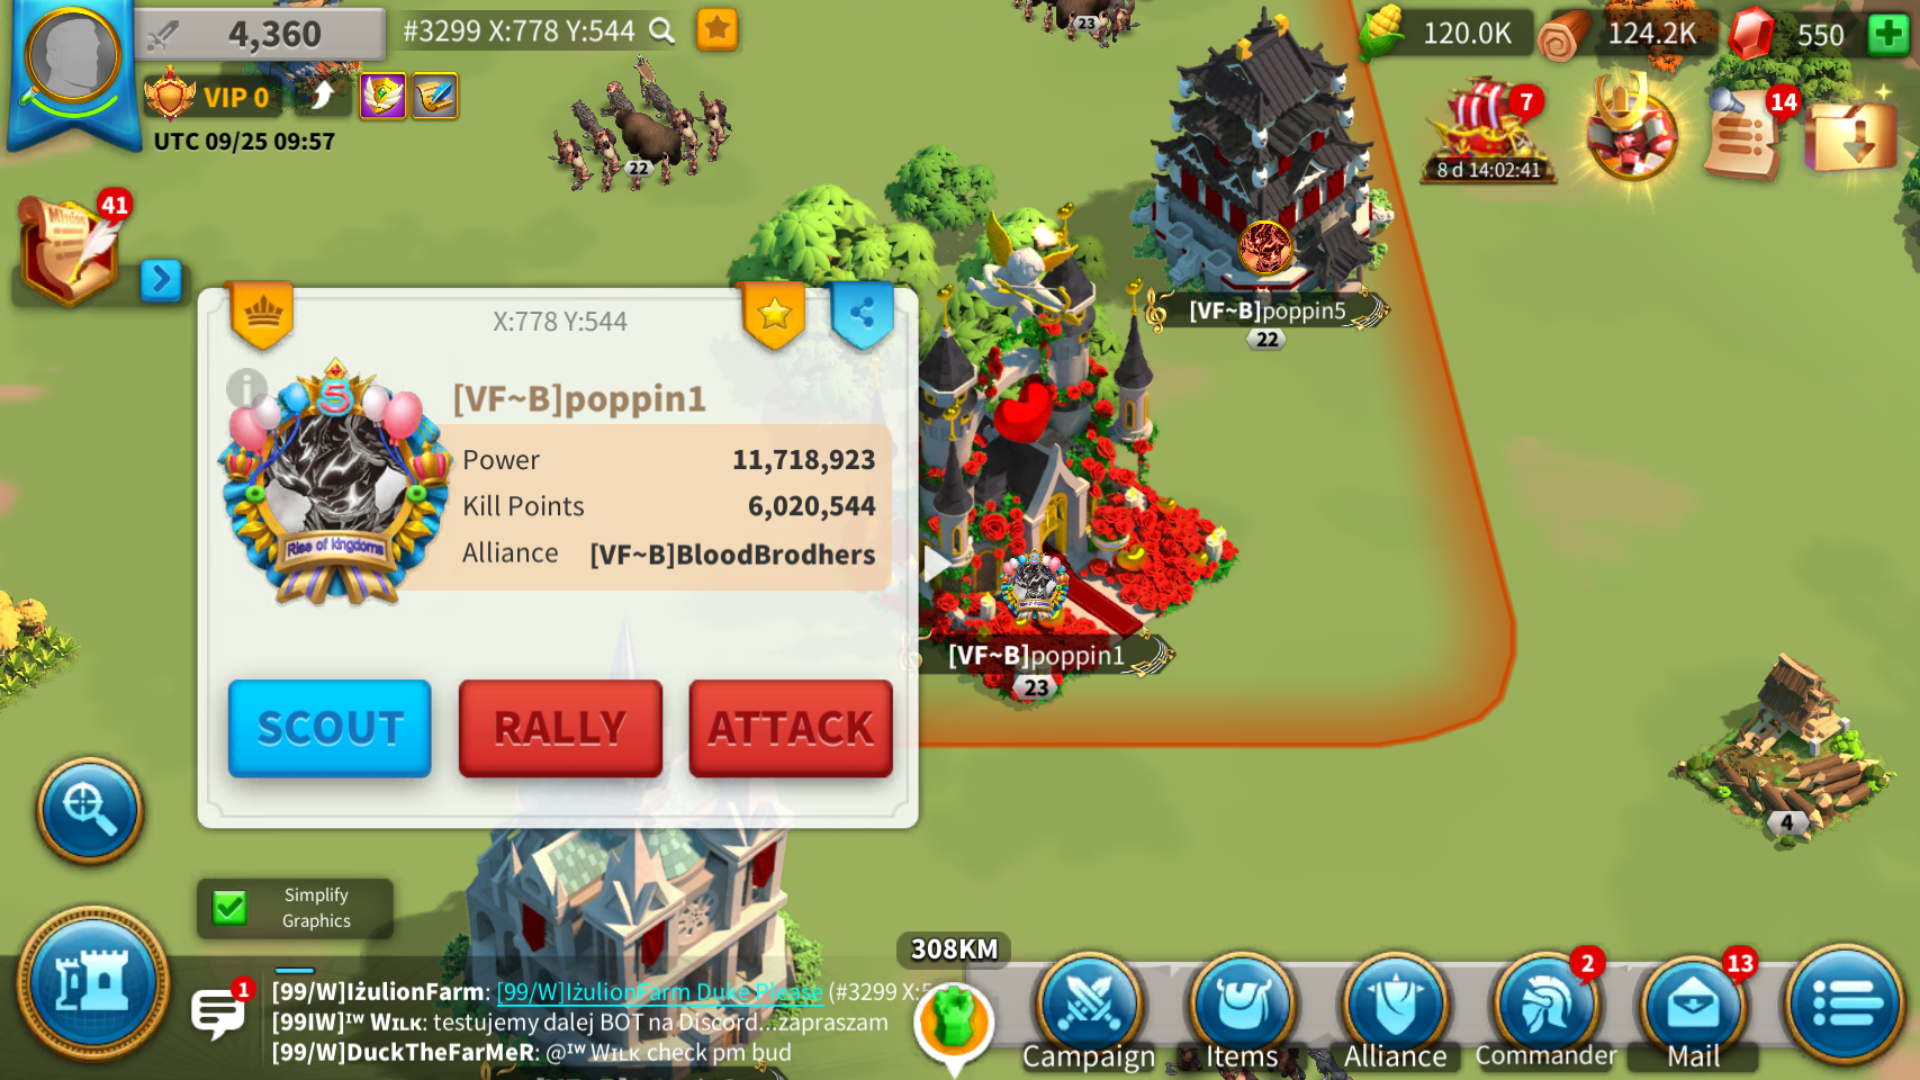 4,360
#3299 X:778 Y:544
VIP 0
UTC 09/25 09:57
120.0K
124.2K
550
7
8 d 14:02:41
14
23
22
41
X:778 Y:544
[VF~B]poppin1
Power 11,718,923
Kill Points 6,020,544
Alliance [VF~B]BloodBrodhers
5
Rise of kingdoms
SCOUT
RALLY
ATTACK
[VF~B]poppin5
22
[VF~B]poppin1
23
4
Simplify
Graphics
308KM
1
[99/W]IżulionFarm: [99/W]IżulionFarm Duke Please (#3299 X:5
[99IW]ᴵᵂ Wɪʟᴋ: testujemy dalej BOT na Discord...zapraszam
[99/W]DuckTheFarMeR: @ᴵᵂ Wɪʟᴋ check pm bud
Campaign
Items
Alliance
2
Commander
13
Mail